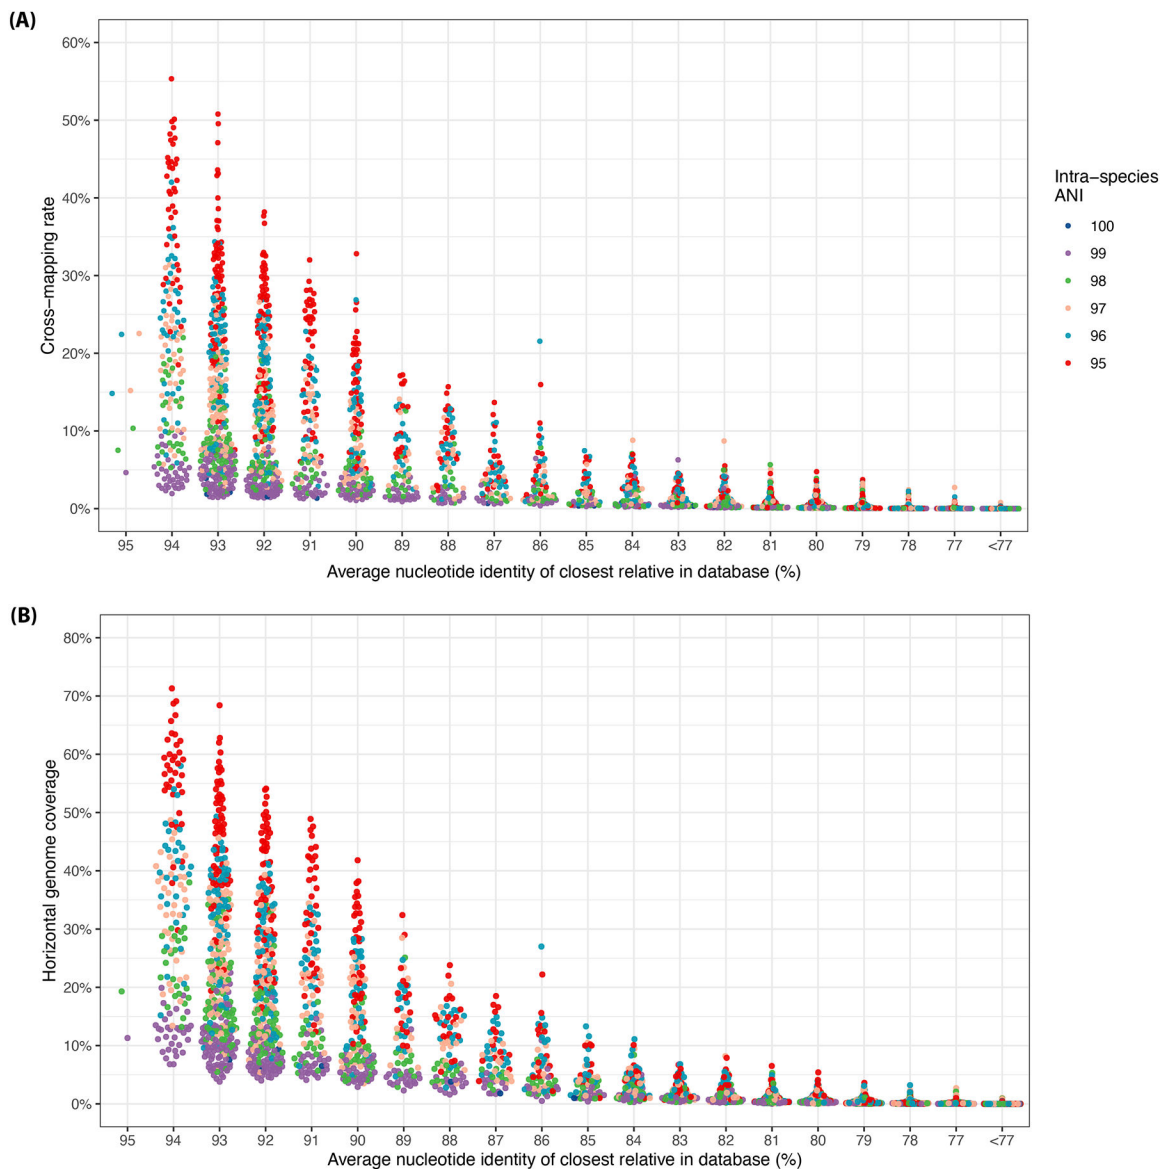 (A)
60%
50%
40%
30%
20%
10%
0%
Cross-mapping rate
95 94 93 92 91 90 89 88 87 86 85 84 83 82 81 80 79 78 77 <77
Average nucleotide identity of closest relative in database (%)
Intra-species
ANI
100
99
98
97
96
95
(B)
80%
70%
60%
50%
40%
30%
20%
10%
0%
Horizontal genome coverage
95 94 93 92 91 90 89 88 87 86 85 84 83 82 81 80 79 78 77 <77
Average nucleotide identity of closest relative in database (%)